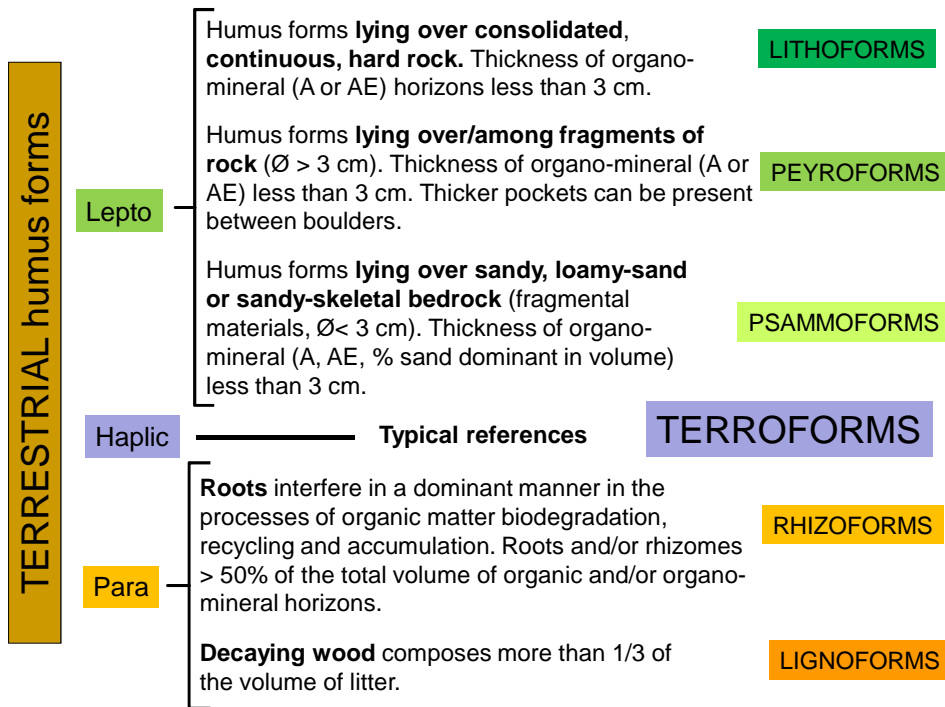 TERRESTRIAL humus forms
Lepto
Humus forms lying over consolidated,
continuous, hard rock. Thickness of organo-
mineral (A or AE) horizons less than 3 cm.
LITHOFORMS
Humus forms lying over/among fragments of
rock (Ø > 3 cm). Thickness of organo-mineral (A or
AE) less than 3 cm. Thicker pockets can be present
between boulders.
PEYROFORMS
Humus forms lying over sandy, loamy-sand
or sandy-skeletal bedrock (fragmental
materials, Ø< 3 cm). Thickness of organo-
mineral (A, AE, % sand dominant in volume)
less than 3 cm.
PSAMMOFORMS
Haplic
Typical references
TERROFORMS
Para
Roots interfere in a dominant manner in the
processes of organic matter biodegradation,
recycling and accumulation. Roots and/or rhizomes
> 50% of the total volume of organic and/or organo-
mineral horizons.
RHIZOFORMS
Decaying wood composes more than 1/3 of
the volume of litter.
LIGNOFORMS